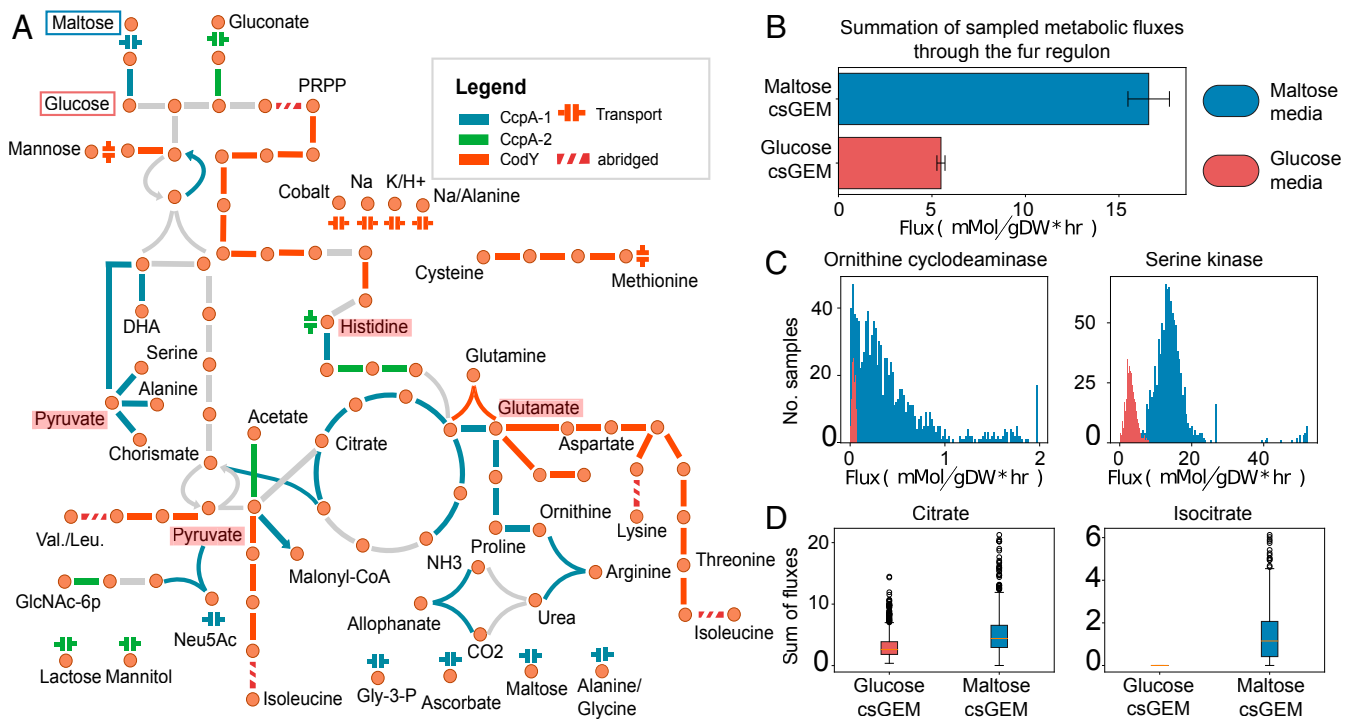 A
Maltose
Gluconate
PRPP
Glucose
Mannose
Legend
CcpA-1
CcpA-2
CodY
Transport
abridged
Cobalt
Na
K/H+
Na/Alanine
Cysteine
Methionine
DHA
Histidine
Serine
Alanine
Pyruvate
Chorismate
Acetate
Citrate
Glutamine
Glutamate
Aspartate
Lysine
Val./Leu.
Pyruvate
Malonyl-CoA
NH3
Proline
Ornithine
Threonine
Arginine
GlcNAc-6p
Neu5Ac
Allophanate
Urea
CO2
Isoleucine
Lactose
Mannitol
Isoleucine
Gly-3-P
Ascorbate
Maltose
Alanine/
Glycine
B
Summation of sampled metabolic fluxes
through the fur regulon
Maltose
csGEM
Glucose
csGEM
0
5
10
15
Flux( mMol/gDW*hr)
Maltose
media
Glucose
media
C
Ornithine cyclodeaminase
No. samples
40
20
0
0
1
2
Flux( mMol/gDW*hr)
Serine kinase
50
25
0
0
20
40
Flux( mMol/gDW*hr)
D
Citrate
Sum of fluxes
20
10
0
Glucose
csGEM
Maltose
csGEM
Isocitrate
6
4
2
0
Glucose
csGEM
Maltose
csGEM